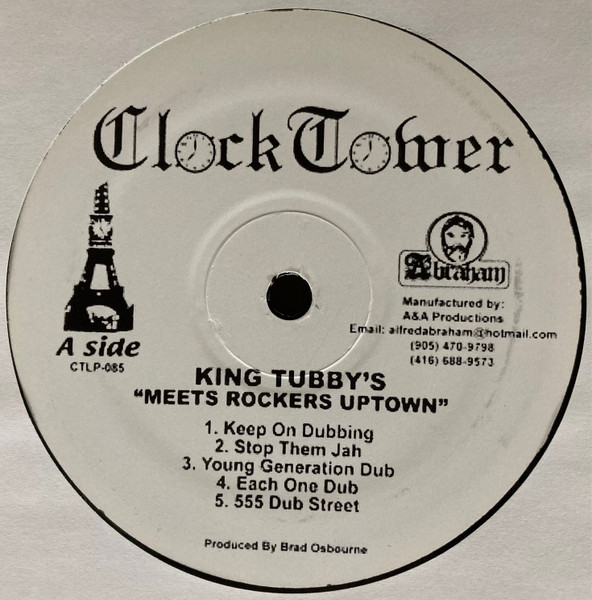 Clock Tower
Abraham
Manufactured by:
A&A Productions
Email: alfredabraham@hotmail.com
(905) 470-9798
(416) 688-9573
A side
CTLP-085
KING TUBBY'S
"MEETS ROCKERS UPTOWN"
1. Keep On Dubbing
2. Stop Them Jah
3. Young Generation Dub
4. Each One Dub
5. 555 Dub Street
Produced By Brad Osbourne